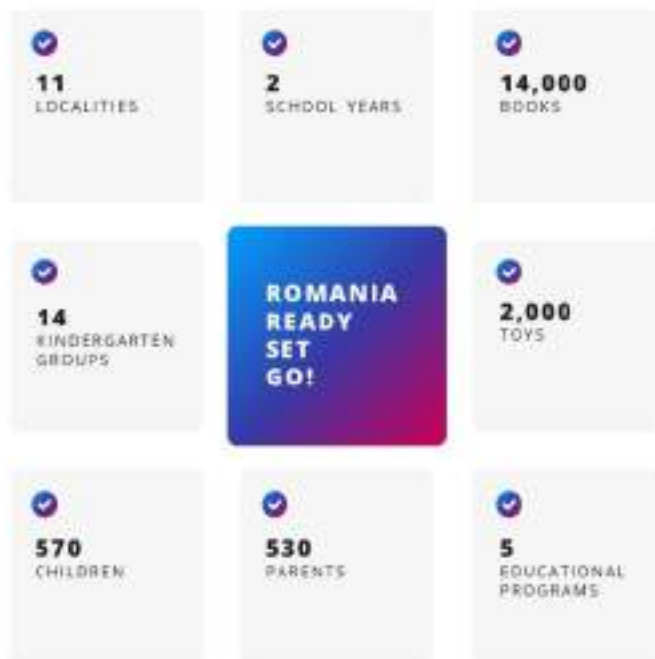 11
LOCALITIES
2
SCHOOL YEARS
14,000
BOOKS
14
KINDERGARTEN
GROUPS
ROMANIA
READY
SET
GO!
2,000
TOYS
570
CHILDREN
530
PARENTS
5
EDUCATIONAL
PROGRAMS